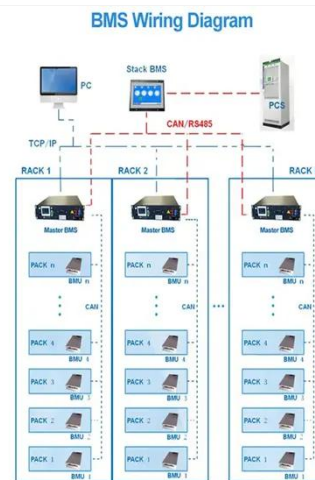 BMS Wiring Diagram
Stack BMS
PC
PCS
CAN/RS485
TCP/IP
RACK 1
RACK 2
RACK
Master BMS
Master BMS
Master BMS
PACK n
BMU n
PACK n
BMU n
PACK n
BMU n
CAN
CAN
CAN
PACK 4
BMU 4
PACK 4
BMU 4
PACK 4
BMU 4
PACK 3
BMU 3
PACK 3
BMU 3
PACK 3
BMU 3
PACK 2
BMU 2
PACK 2
BMU 2
PACK 2
BMU 2
PACK 1
BMU 1
PACK 1
BMU 1
PACK 1
BMU 1